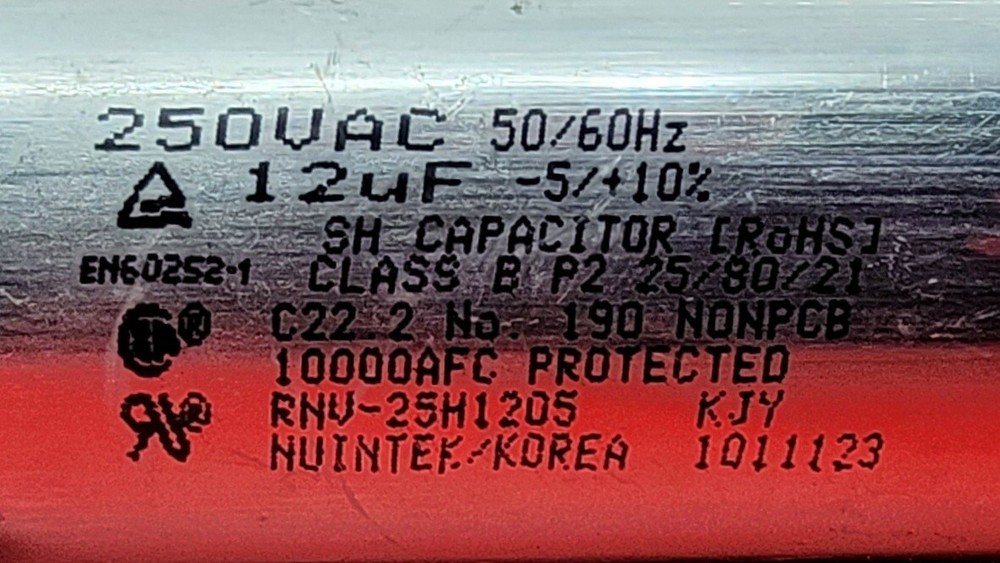 250VAC 50/60Hz
12uF -5/+10%
SH CAPACITOR [RoHS]
EN60252-1 CLASS B P2 25/80/21
® C22.2 No. 190 NONPCB
10000AFC PROTECTED
RNV-25H1205 KJY
NUINTEK/KOREA 1011123